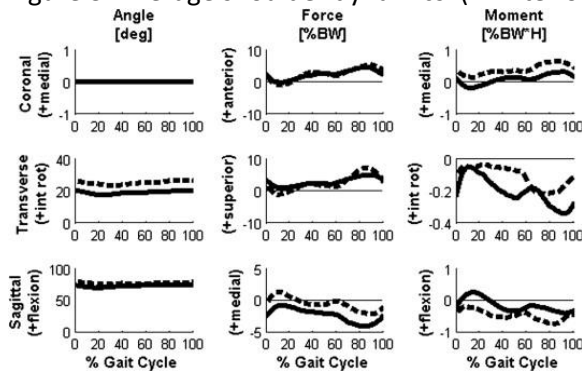 Angle
[deg]
Force
[%BW]
Moment
[%BW*H]
Coronal
(+medial)
1
0
-1
0 20 40 60 80 100
(+anterior)
10
0
-10
0 20 40 60 80 100
(+medial)
1
0
-1
0 20 40 60 80 100
Transverse
(+int rot)
40
20
0
0 20 40 60 80 100
(+superior)
10
0
-10
0 20 40 60 80 100
(+int rot)
0
-0.2
-0.4
0 20 40 60 80 100
Sagittal
(+flexion)
100
50
0
0 20 40 60 80 100
% Gait Cycle
(+medial)
5
0
-5
0 20 40 60 80 100
% Gait Cycle
(+flexion)
1
0
-1
0 20 40 60 80 100
% Gait Cycle